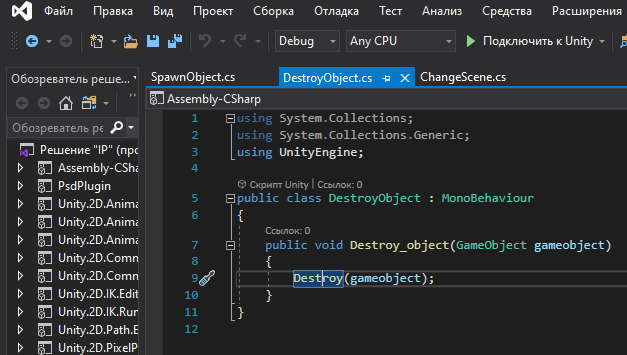 Файл Правка Вид Проект Сборка Отладка Тест Анализ Средства Расширения
Debug Any CPU Подключить к Unity
Обозреватель реше...
SpawnObject.cs DestroyObject.cs ChangeScene.cs
Assembly-CSharp
Обозреватель ре
Решение "IP" (про
Assembly-CSha
PsdPlugin
Unity.2D.Anima
Unity.2D.Anima
Unity.2D.Anima
Unity.2D.Comn
Unity.2D.Comn
Unity.2D.IK.Edit
Unity.2D.IK.Run
Unity.2D.Path.E
Unity.2D.PixelP
1 using System.Collections;
2 using System.Collections.Generic;
3 using UnityEngine;
4
Скрипт Unity | Ссылок: 0
5 public class DestroyObject : MonoBehaviour
6 {
Ссылок: 0
7 public void Destroy_object(GameObject gameobject)
8 {
9 Destroy(gameobject);
10 }
11 }
12